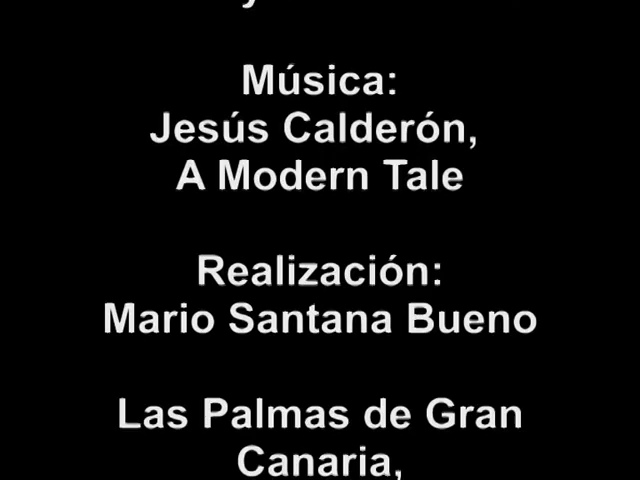 Música:
Jesús Calderón,
A Modern Tale
Realización:
Mario Santana Bueno
Las Palmas de Gran
Canaria,